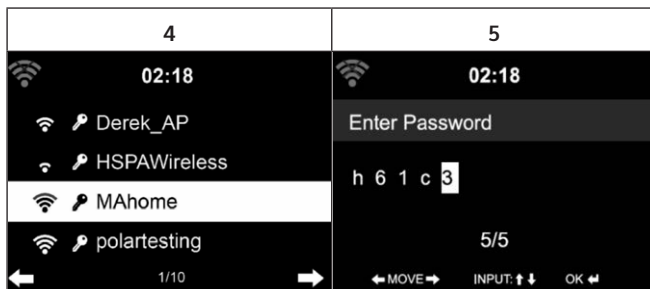 4
02:18
Derek_AP
HSPAWireless
MAhome
polartesting
1/10
5
02:18
Enter Password
h 6 1 c 3
5/5
MOVE INPUT: OK